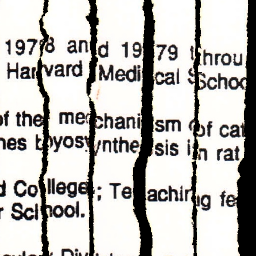 1978 and 1979 throu
Harvard Medical Schoo
of the mechanism of cat
nes byosynthesis in rat
d College; Teaching fe
r School.